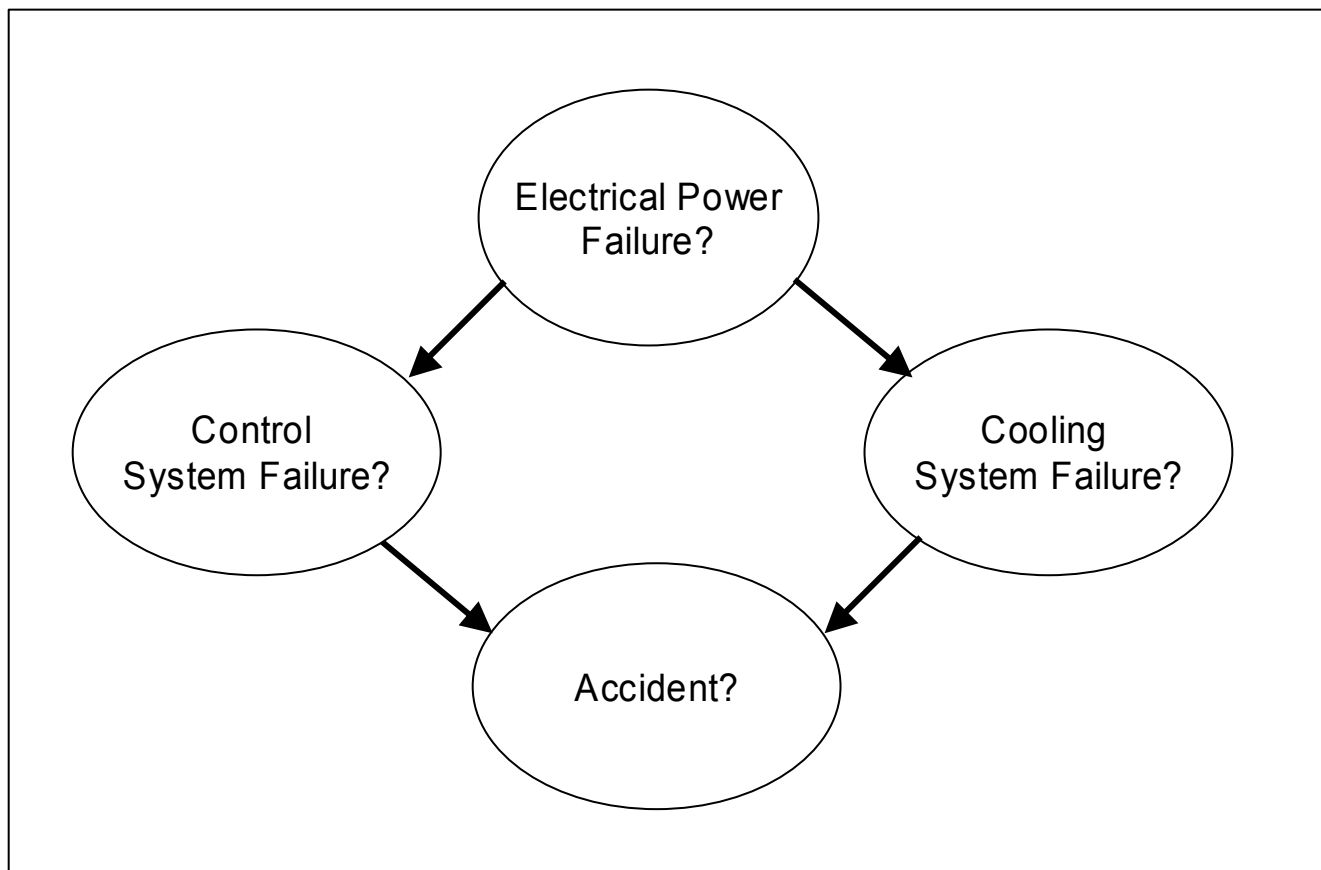 Electrical Power
Failure?
Control
System Failure?
Cooling
System Failure?
Accident?